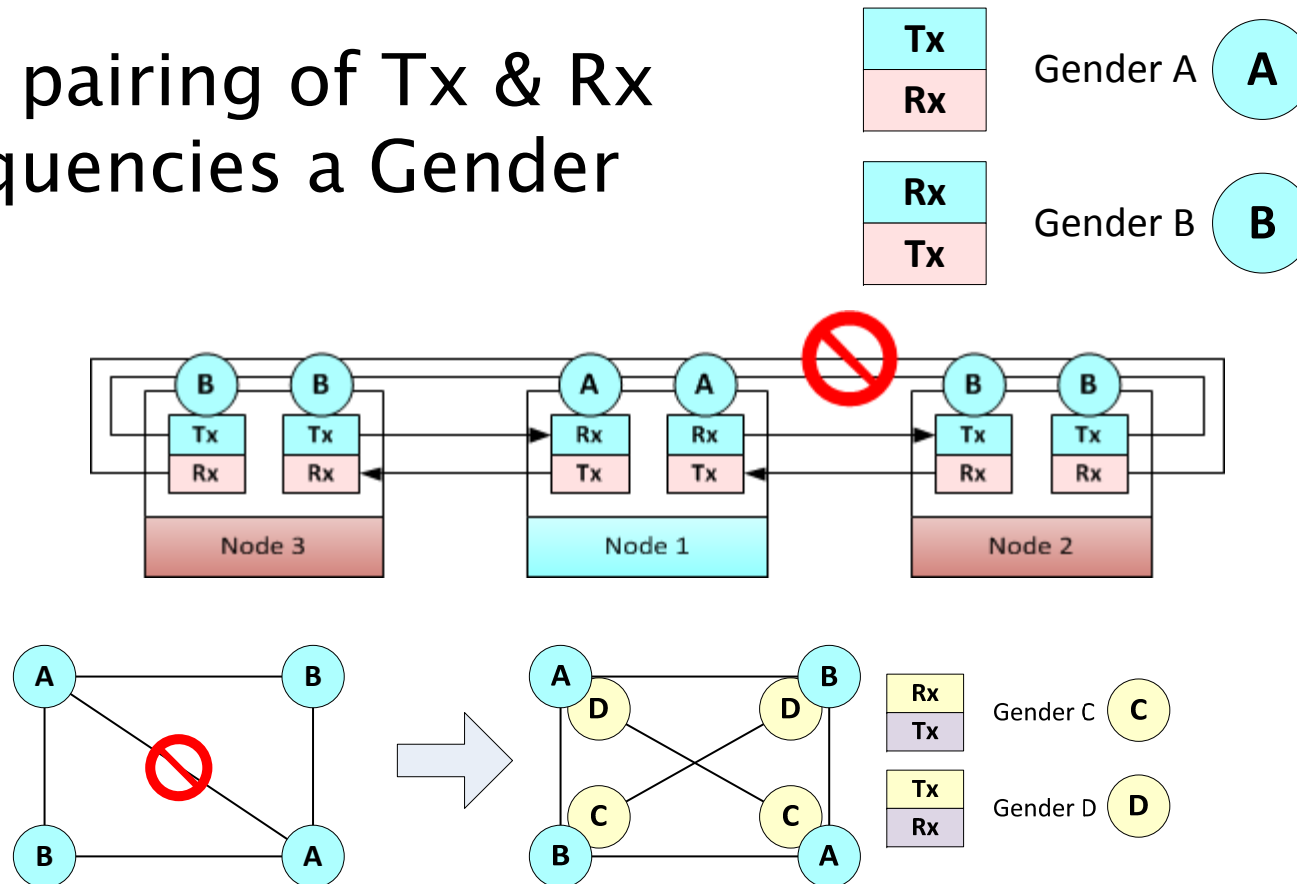 pairing of Tx & Rx
quencies a Gender
Tx
Rx
Gender A
A
Rx
Tx
Gender B
B
B
B
A
A
B
B
Tx
Tx
Rx
Rx
Tx
Tx
Rx
Rx
Tx
Tx
Rx
Rx
Node 3
Node 1
Node 2
A
B
B
A
A
B
D
D
C
C
B
A
Rx
Tx
Gender C
C
Tx
Rx
Gender D
D